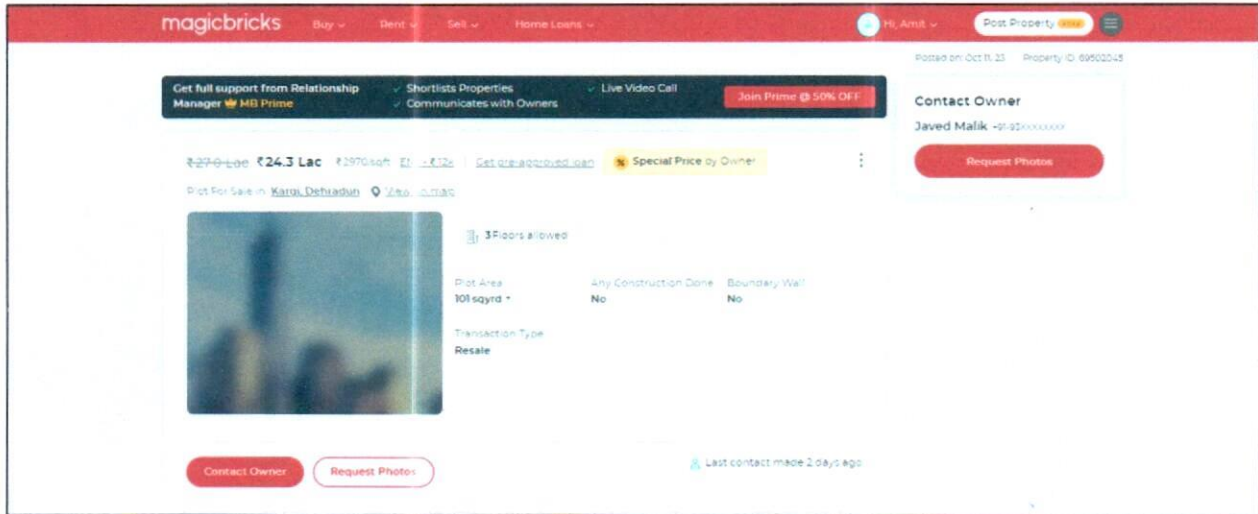 magicbricks Buy Rent Sell Home Loans Hi, Amit Post Property
Posted on: Oct 11, 23 Property ID: 69502045
Get full support from Relationship
Manager MB Prime
Shortlists Properties
Communicates with Owners
Live Video Call
Join Prime @ 50% OFF
Contact Owner
Javed Malik +91-93XXXXXXXX
Request Photos
₹27.0 Lac ₹24.3 Lac ₹2970/sqft Get pre-approved loan % Special Price by Owner
Plot For Sale in Kargi, Dehradun
3 Floors allowed
Plot Area
101 sqyrd
Any Construction Done
No
Boundary Wall
No
Transaction Type
Resale
Contact Owner Request Photos
Last contact made 2 days ago